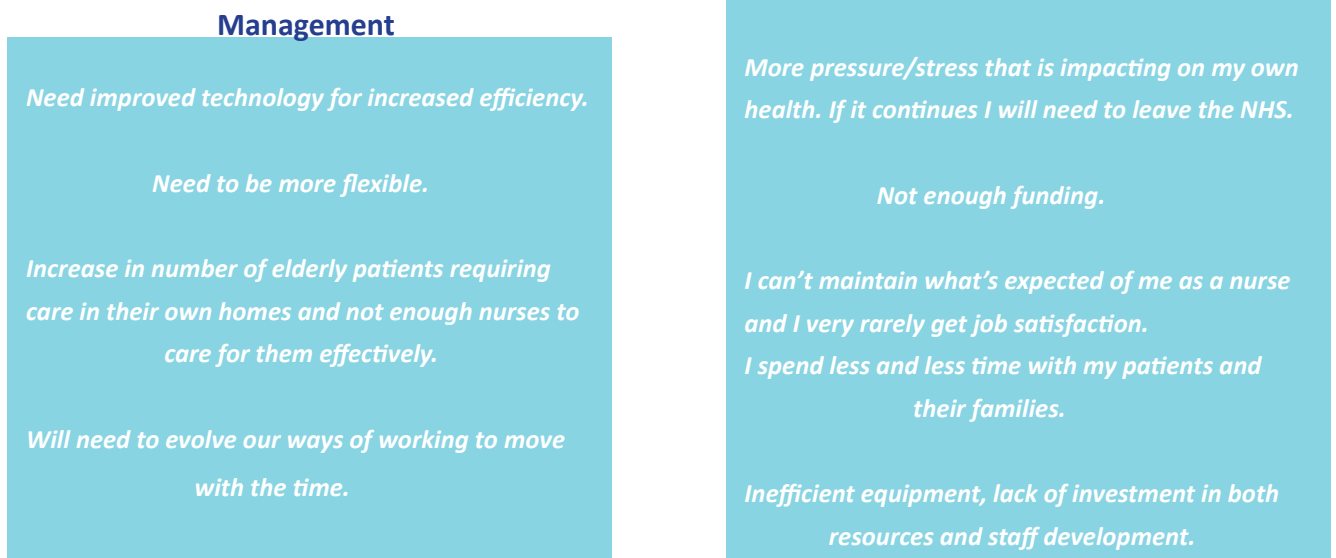 Management
Need improved technology for increased efficiency.
Need to be more flexible.
Increase in number of elderly patients requiring
care in their own homes and not enough nurses to
care for them effectively.
Will need to evolve our ways of working to move
with the time.
More pressure/stress that is impacting on my own
health. If it continues I will need to leave the NHS.
Not enough funding.
I can’t maintain what’s expected of me as a nurse
and I very rarely get job satisfaction.
I spend less and less time with my patients and
their families.
Inefficient equipment, lack of investment in both
resources and staff development.